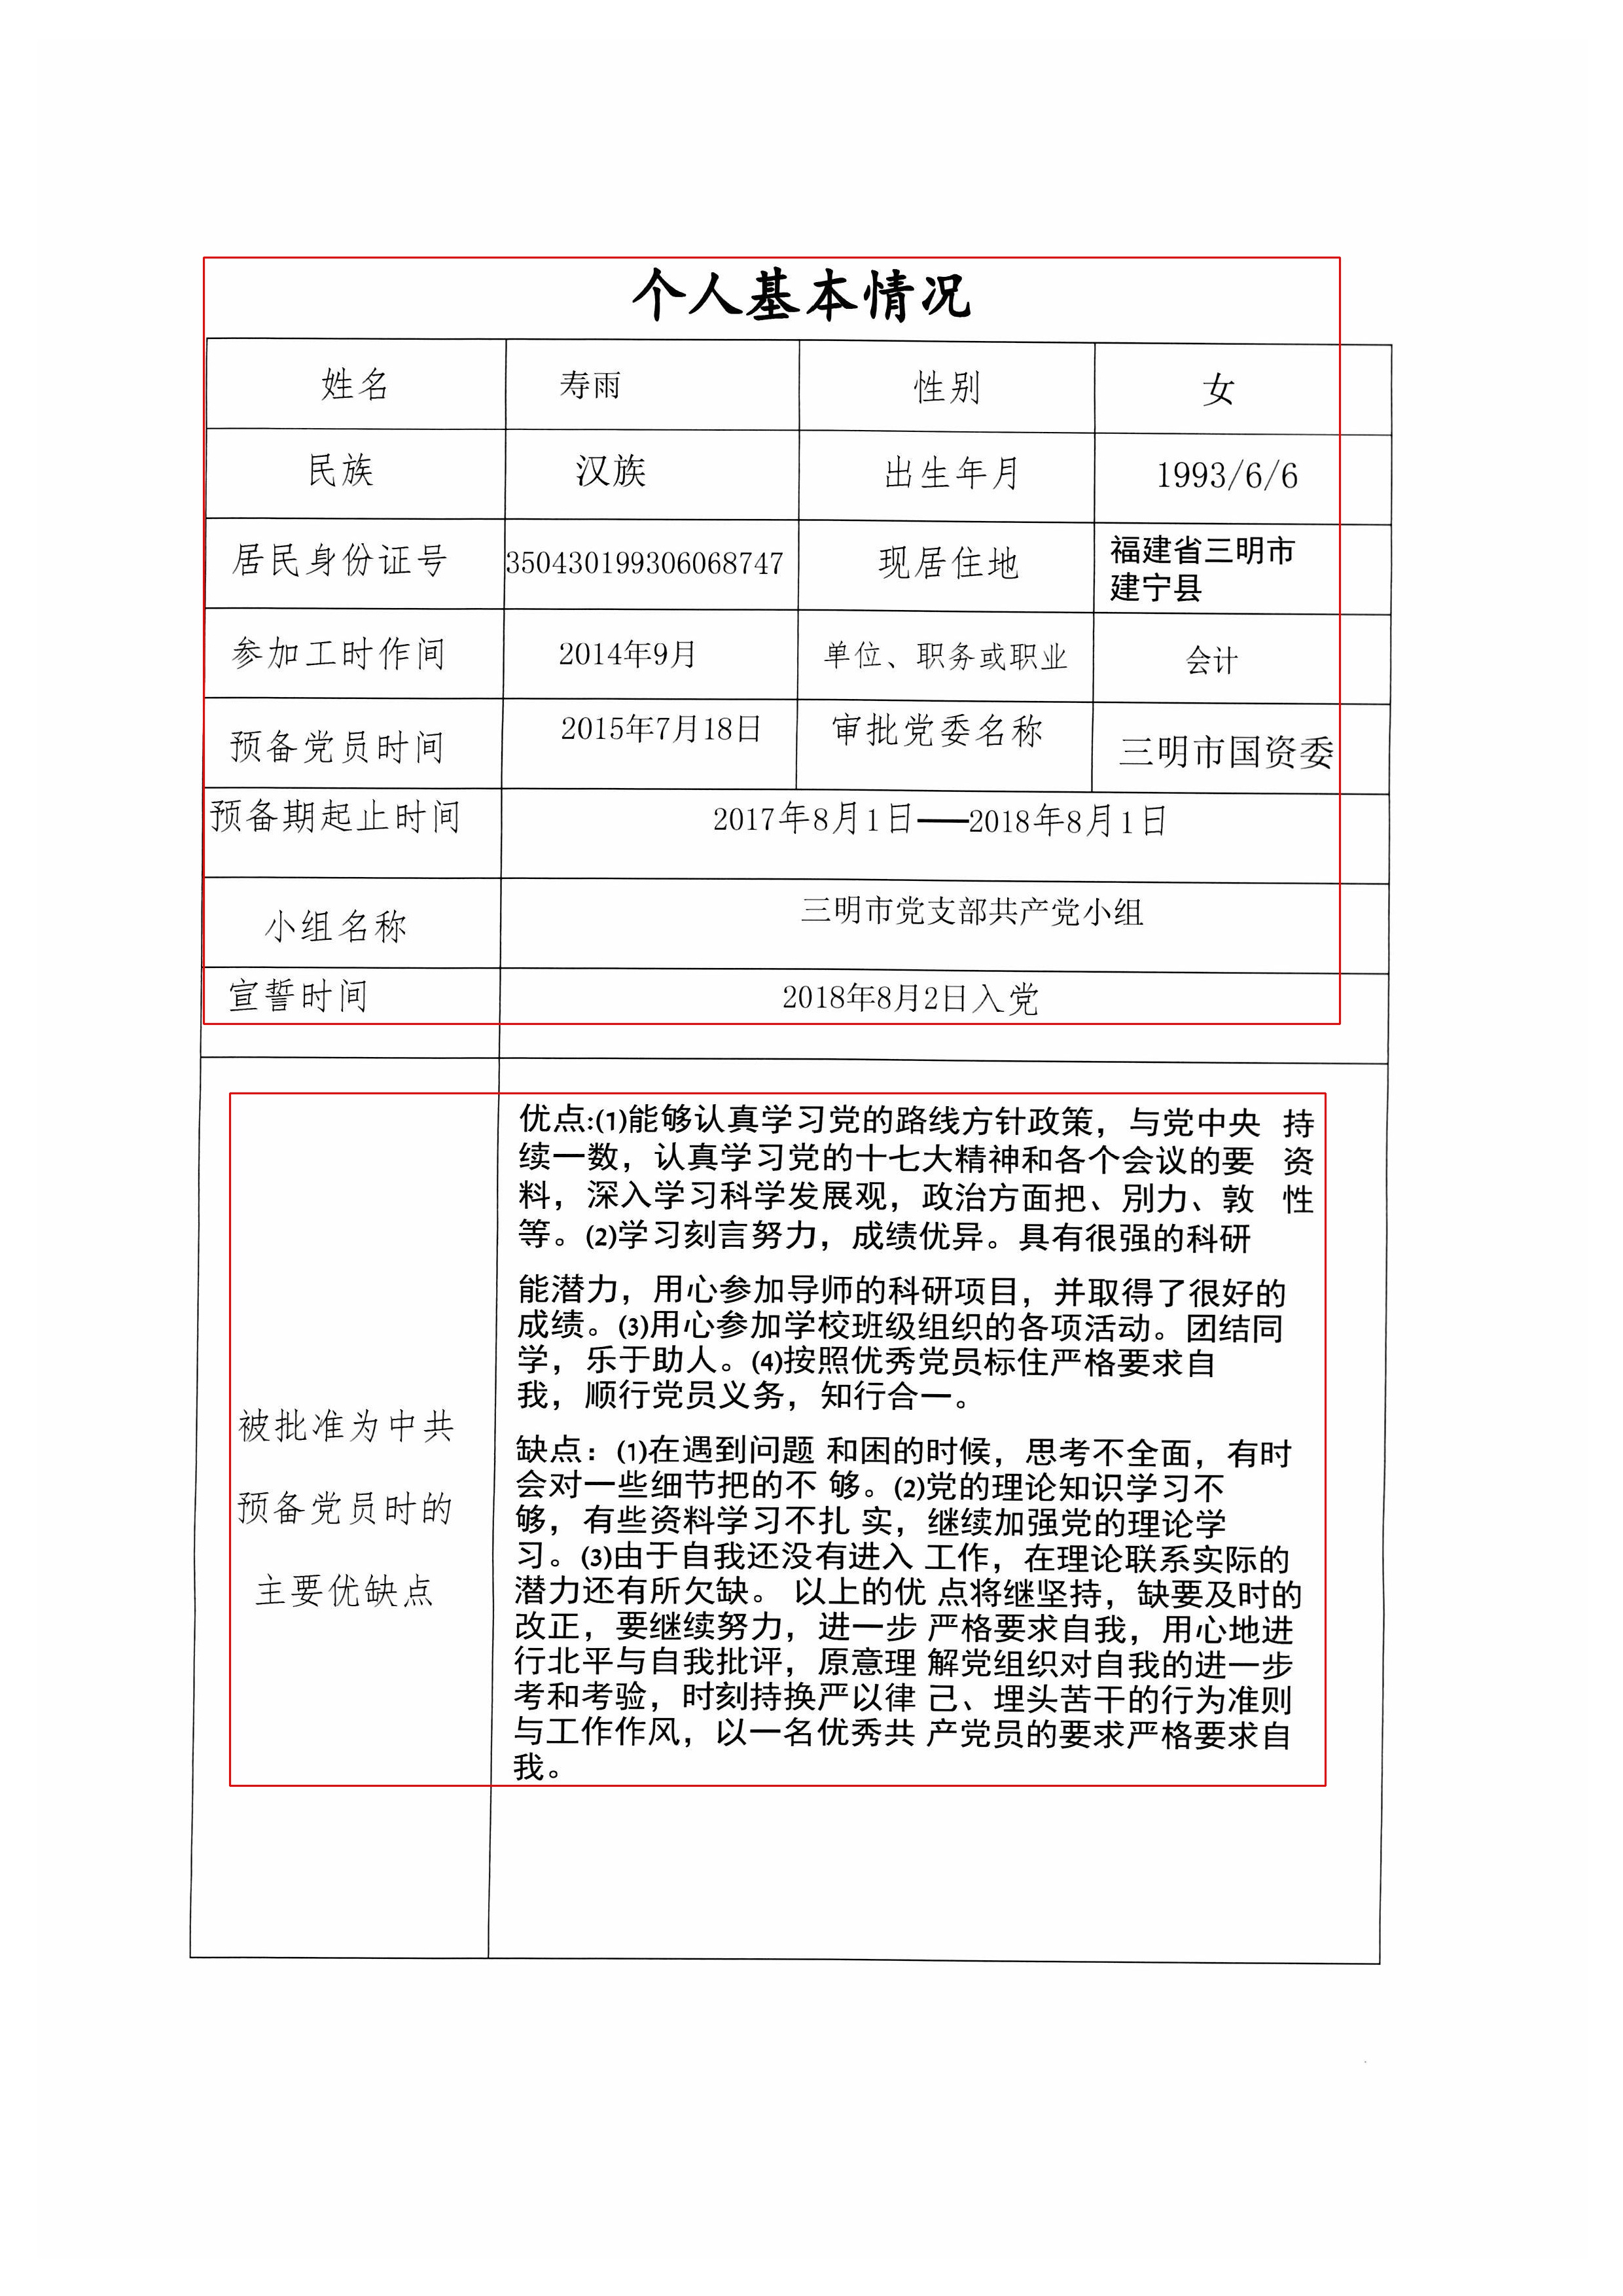 个人基本情况
姓名 寿雨 性别 女
民族 汉族 出生年月 1993/6/6
居民身份证号 350430199306068747 现居住地 福建省三明市
建宁县
参加工时作间 2014年9月 单位、职务或职业 会计
预备党员时间 2015年7月18日 审批党委名称 三明市国资委
预备期起止时间 2017年8月1日——2018年8月1日
小组名称 三明市党支部共产党小组
宣誓时间 2018年8月2日入党
被批准为中共
预备党员时的
主要优缺点
优点:(1)能够认真学习党的路线方针政策，与党中央 持
续一数，认真学习党的十七大精神和各个会议的要 资
料，深入学习科学发展观，政治方面把、别力、敦 性
等。(2)学习刻言努力，成绩优异。具有很强的科研
能潜力，用心参加导师的科研项目，并取得了很好的
成绩。(3)用心参加学校班级组织的各项活动。团结同
学，乐于助人。(4)按照优秀党员标住严格要求自
我，顺行党员义务，知行合一。
缺点：(1)在遇到问题 和困的时候，思考不全面，有时
会对一些细节把的不 够。(2)党的理论知识学习不
够，有些资料学习不扎 实，继续加强党的理论学
习。(3)由于自我还没有进入 工作，在理论联系实际的
潜力还有所欠缺。 以上的优 点将继坚持，缺要及时的
改正，要继续努力，进一步 严格要求自我，用心地进
行北平与自我批评，原意理 解党组织对自我的进一步
考和考验，时刻持换严以律 己、埋头苦干的行为准则
与工作作风，以一名优秀共 产党员的要求严格要求自
我。